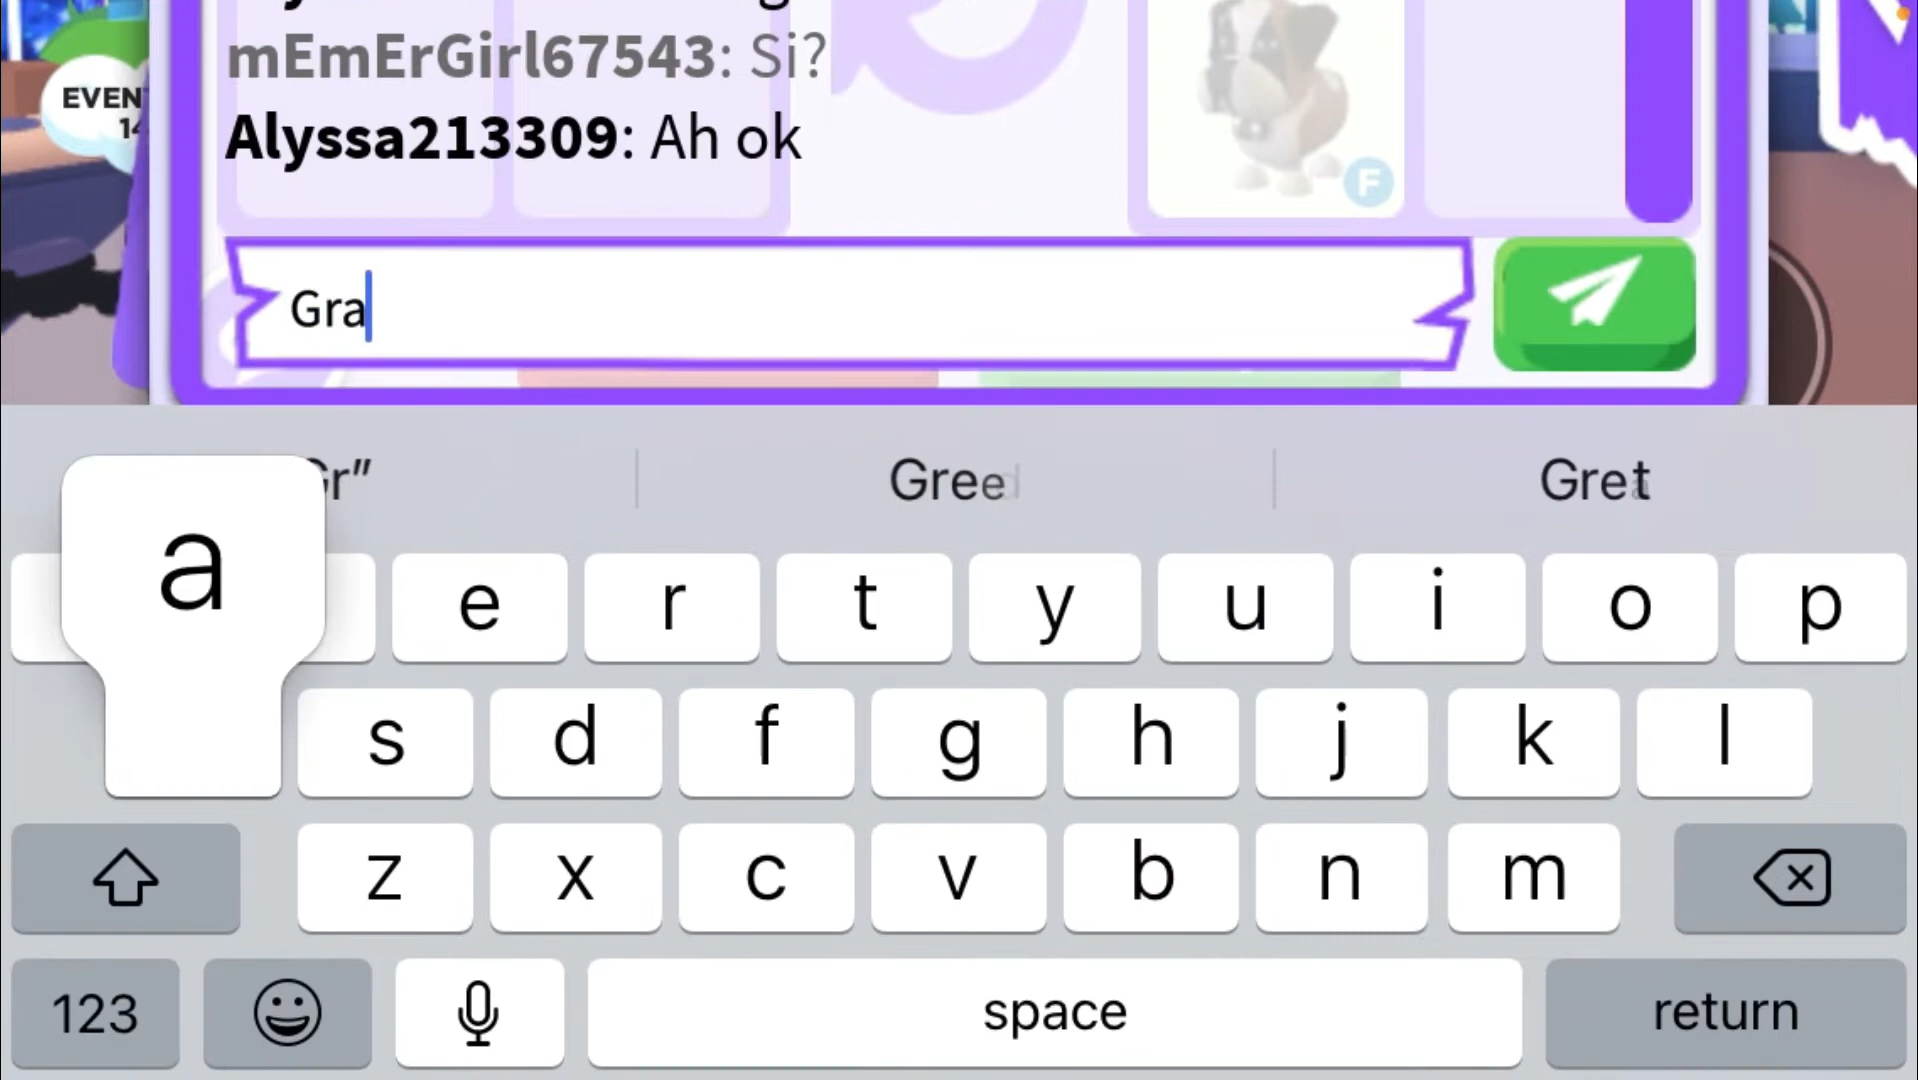 mEmErGirl67543: Si?
EVEN
14
Alyssa213309: Ah ok
F
Gra
Gr”
Gree
Gret
a
e r t y u i o p
s d f g h j k l
z x c v b n m
123 space return